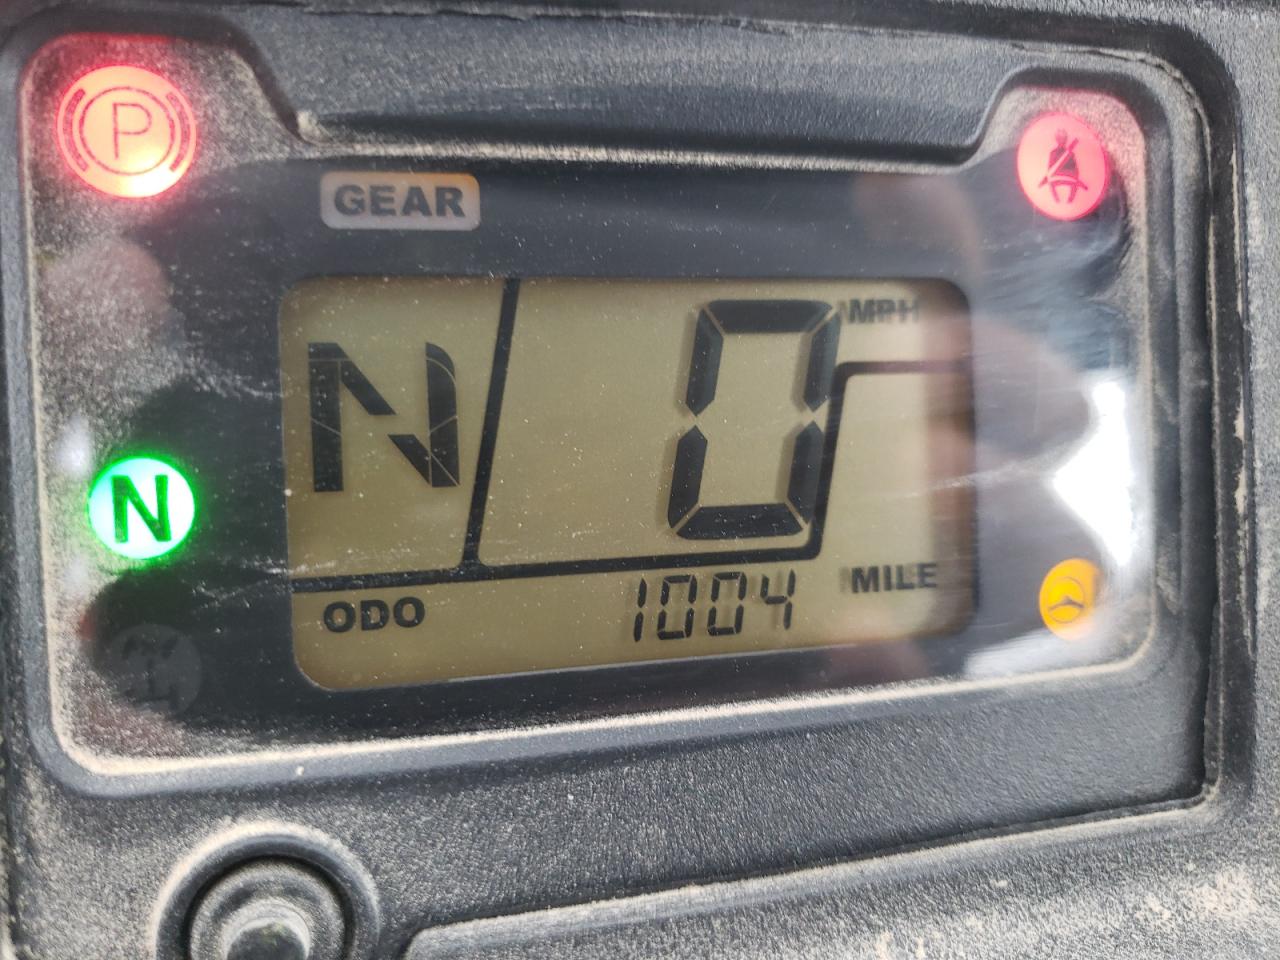 P
GEAR
N 0 MPH
N
ODO 1004 MILE